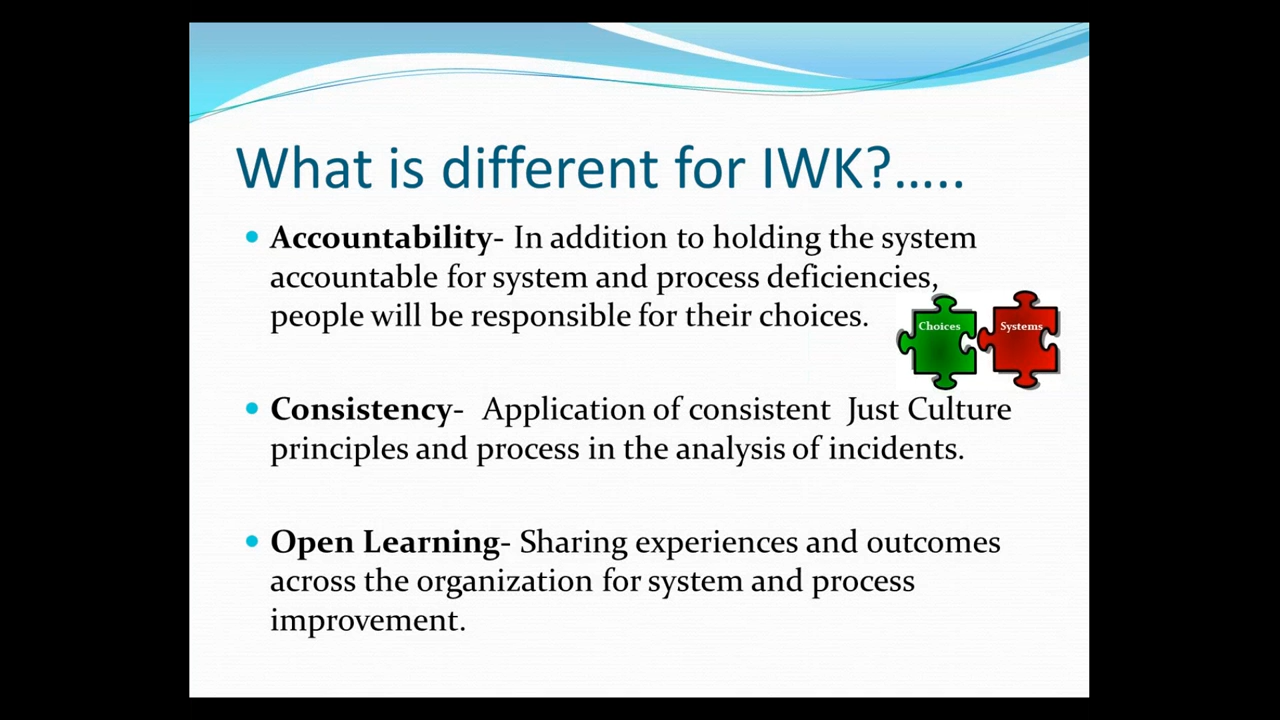 What is different for IWK?.....
Accountability- In addition to holding the system
accountable for system and process deficiencies,
people will be responsible for their choices.
Choices
Systems
Consistency-  Application of consistent  Just Culture
principles and process in the analysis of incidents.
Open Learning- Sharing experiences and outcomes
across the organization for system and process
improvement.